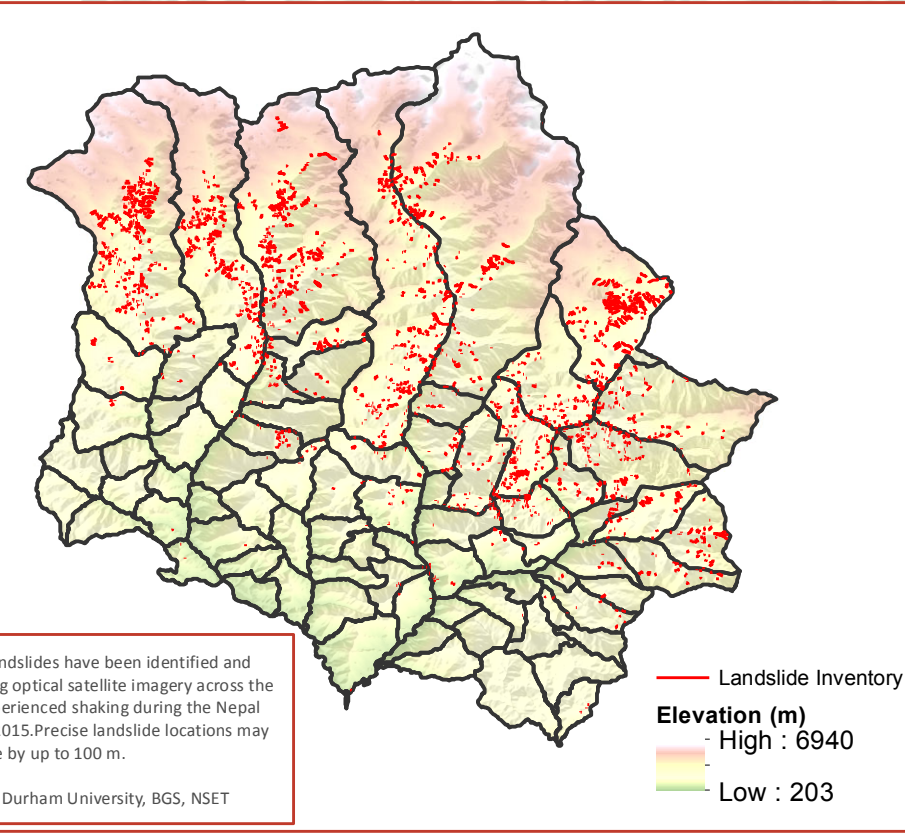 ndslides have been identified and
g optical satellite imagery across the
erienced shaking during the Nepal
2015.Precise landslide locations may
e by up to 100 m.
Durham University, BGS, NSET
Landslide Inventory
Elevation (m)
High : 6940
Low : 203